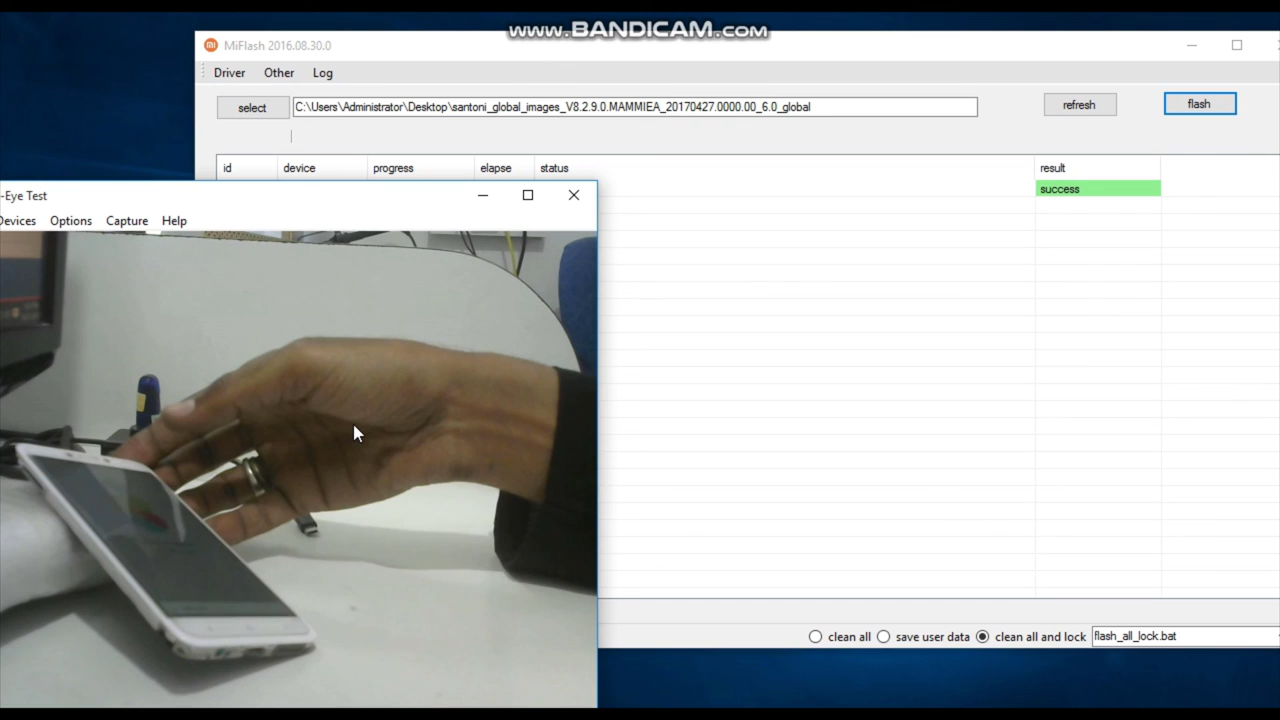 www.BANDICAM.com
MiFlash 2016.08.30.0
Driver Other Log
select C:\Users\Administrator\Desktop\santoni_global_images_V8.2.9.0.MAMMIEA_20170427.0000.00_6.0_global refresh flash
id device progress elapse status result
success
-Eye Test
Devices Options Capture Help
clean all save user data clean all and lock flash_all_lock.bat